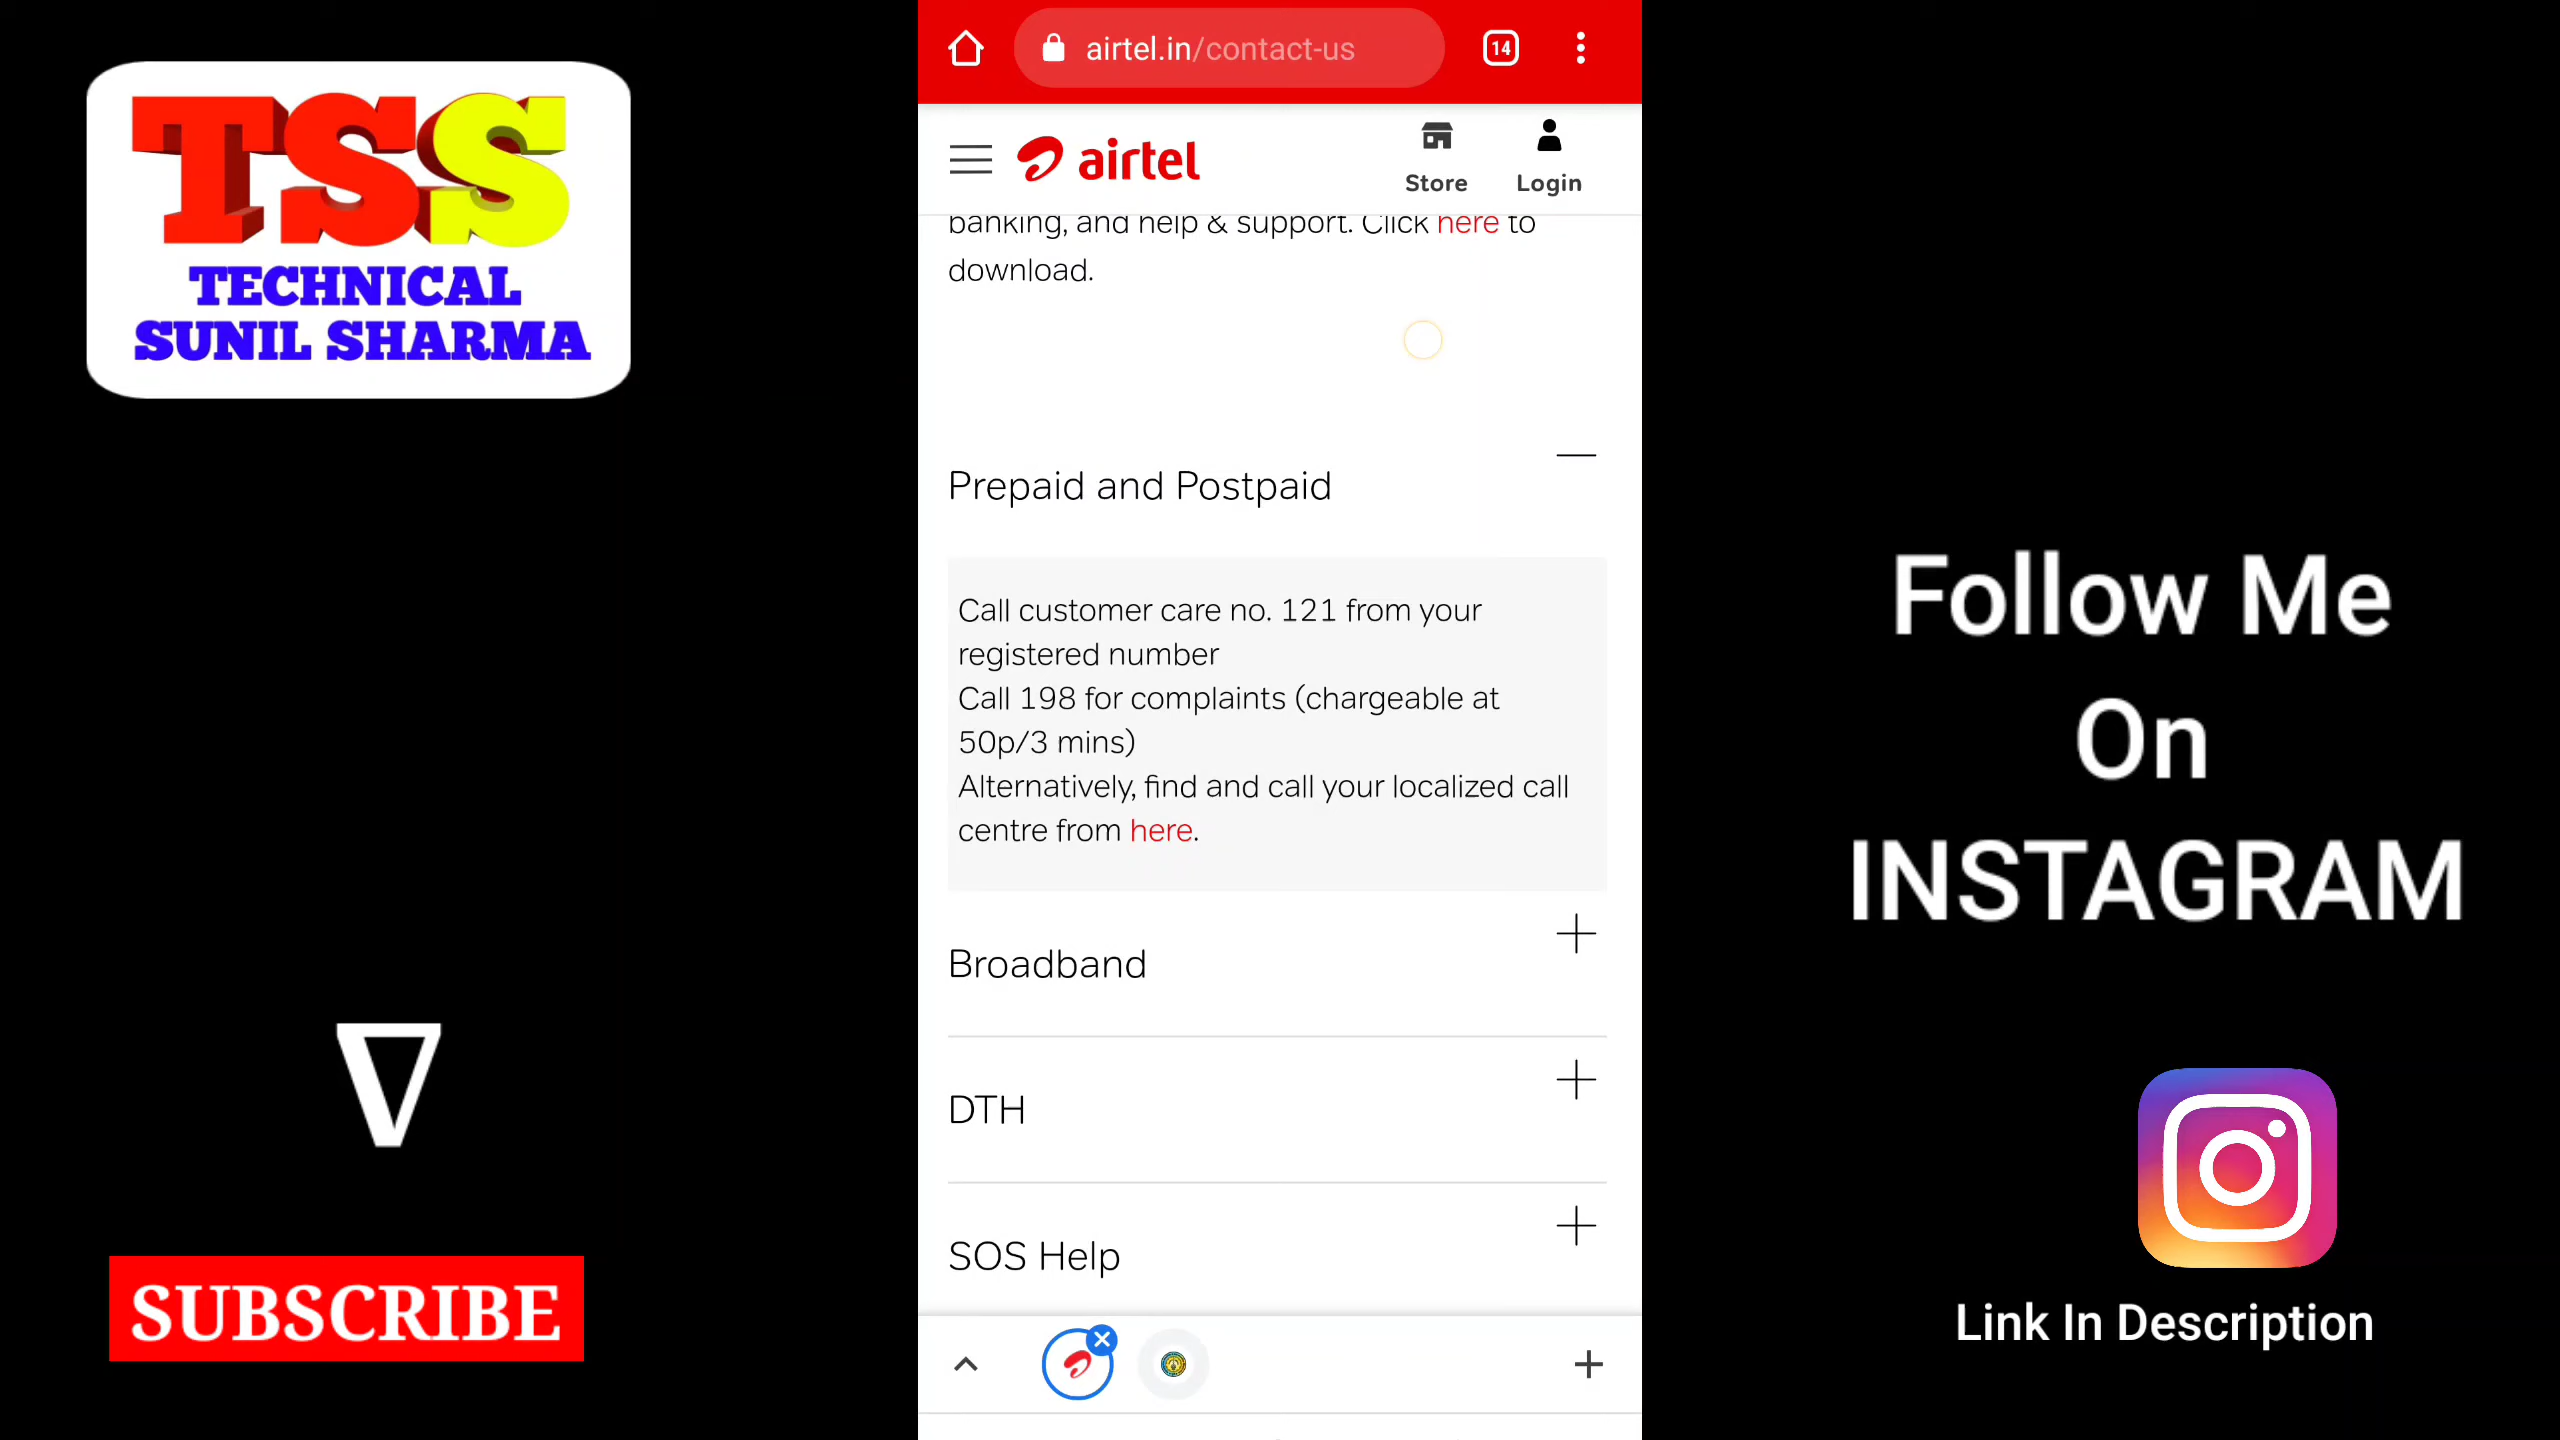 TSS
TECHNICAL
SUNIL SHARMA
SUBSCRIBE
airtel.in/contact-us
14
airtel
Store
Login
banking, and help & support. Click here to
download.
Prepaid and Postpaid
Call customer care no. 121 from your
registered number
Call 198 for complaints (chargeable at
50p/3 mins)
Alternatively, find and call your localized call
centre from here.
Broadband
DTH
SOS Help
Follow Me
On
INSTAGRAM
Link In Description